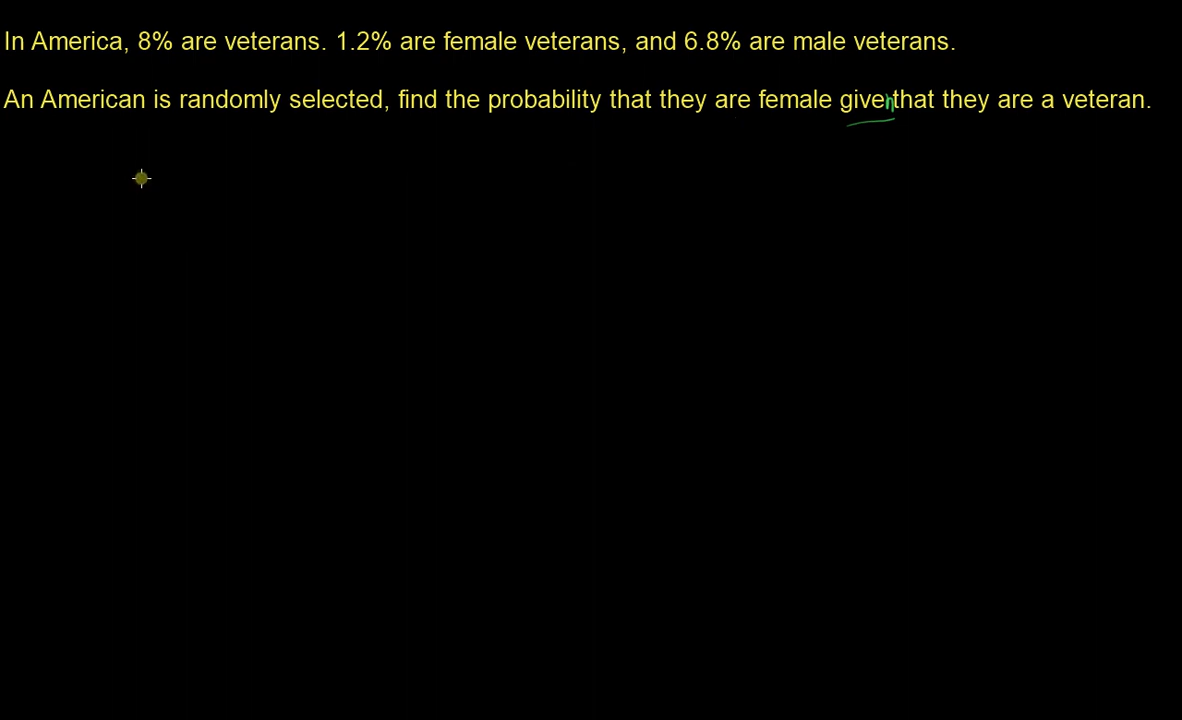 In America, 8% are veterans. 1.2% are female veterans, and 6.8% are male veterans.
An American is randomly selected, find the probability that they are female given that they are a veteran.